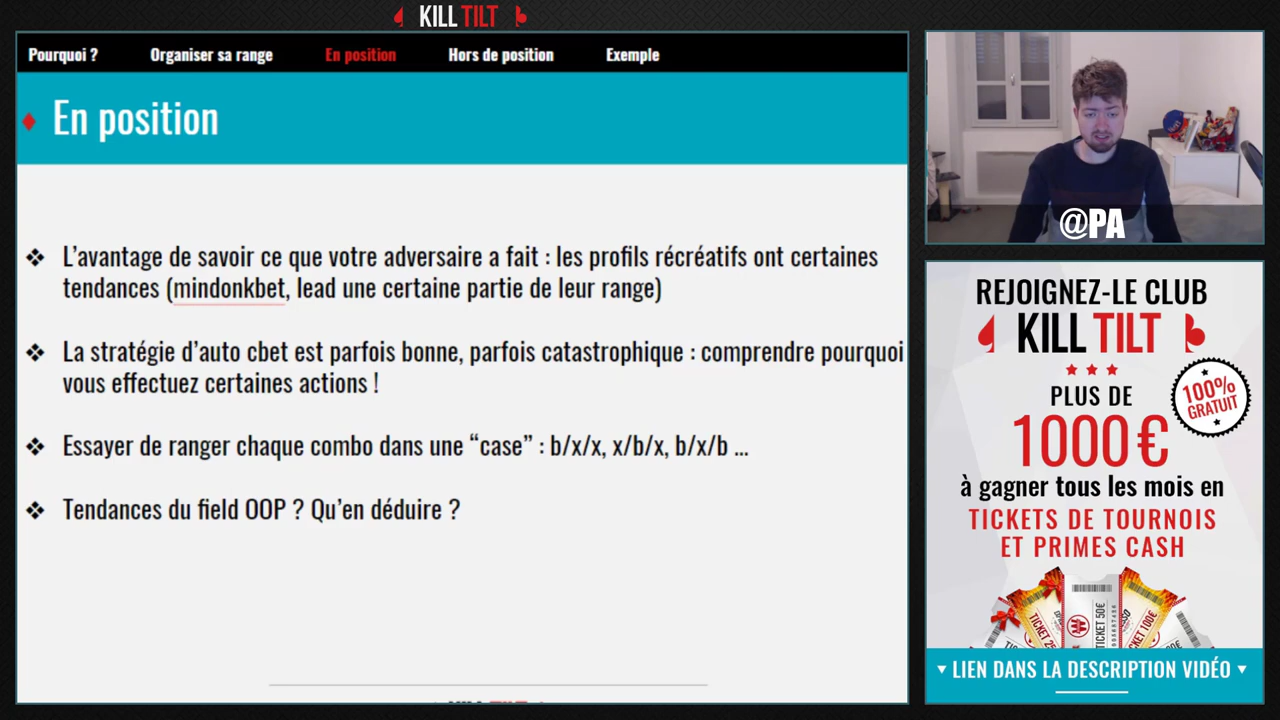 KILL TILT
Pourquoi ?
Organiser sa range
En position
Hors de position
Exemple
En position
L'avantage de savoir ce que votre adversaire a fait : les profils récréatifs ont certaines
tendances (mindonkbet, lead une certaine partie de leur range)
La stratégie d'auto cbet est parfois bonne, parfois catastrophique : comprendre pourquoi
vous effectuez certaines actions !
Essayer de ranger chaque combo dans une “case” : b/x/x, x/b/x, b/x/b ...
Tendances du field OOP ? Qu'en déduire ?
@PA
REJOIGNEZ-LE CLUB
KILL TILT
PLUS DE
100%
GRATUIT
1000 €
à gagner tous les mois en
TICKETS DE TOURNOIS
ET PRIMES CASH
TICKET 50€
TICKET 100€
LIEN DANS LA DESCRIPTION VIDÉO